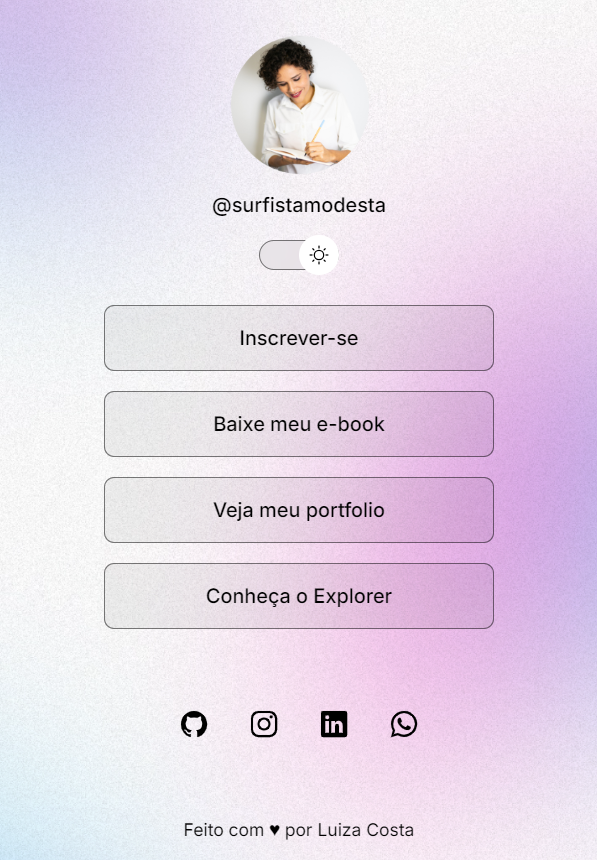 @surfistamodesta
Inscrever-se
Baixe meu e-book
Veja meu portfolio
Conheça o Explorer
Feito com ♥ por Luiza Costa